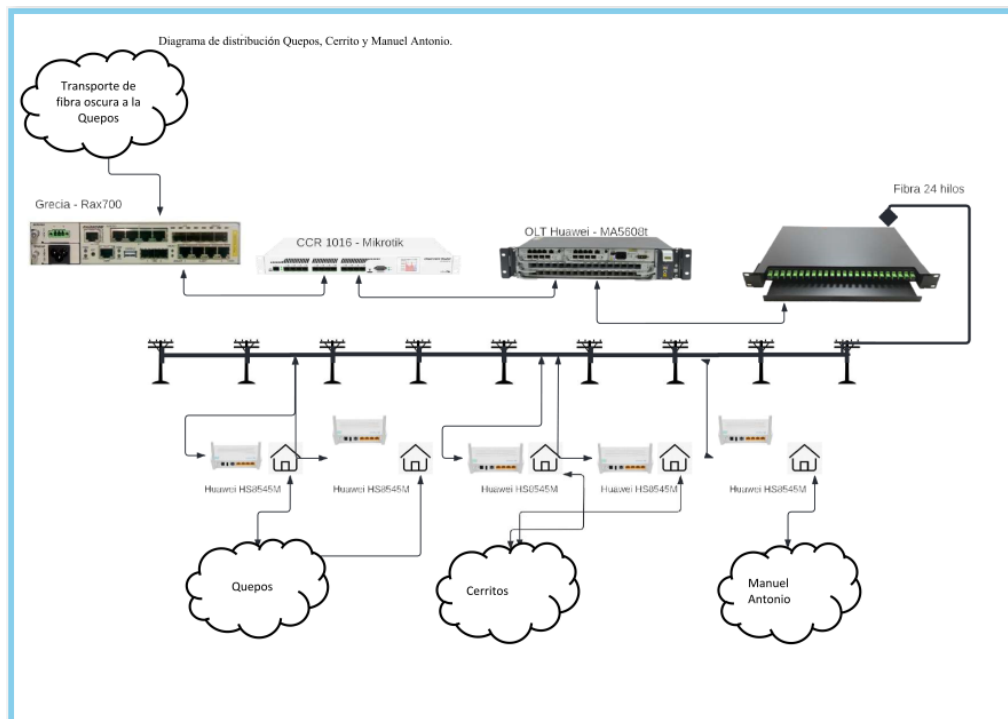 Diagrama de distribución Quepos, Cerrito y Manuel Antonio.
Transporte de
fibra oscura a la
Quepos
Grecia - Rax700
CCR 1016 - Mikrotik
OLT Huawei - MA5608t
Fibra 24 hilos
Huawei HS8545M
Huawei HS8545M
Huawei HS8545M
Huawei HS8545M
Huawei HS8545M
Quepos
Cerritos
Manuel
Antonio